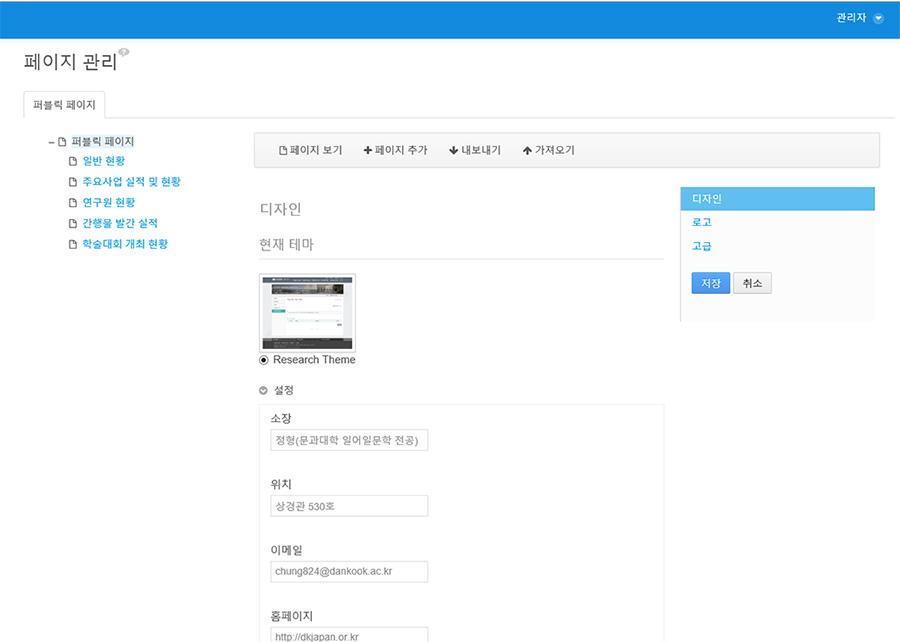 관리자
페이지 관리
퍼블릭 페이지
퍼블릭 페이지
일반 현황
주요사업 실적 및 현황
연구원 현황
간행물 발간 실적
학술대회 개최 현황
페이지 보기 페이지 추가 내보내기 가져오기
디자인
현재 테마
Research Theme
설정
소장
정형(문과대학 일어일문학 전공)
위치
상경관 530호
이메일
chung824@dankook.ac.kr
홈페이지
http://dkjapan.or.kr
디자인
로고
고급
저장 취소